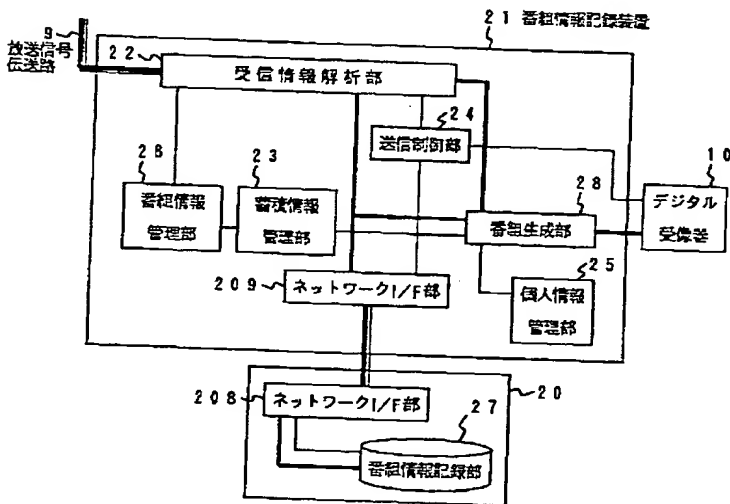 21 番組情報記録装置
9
放送信号
伝送路
22
受信情報解析部
24
送信制御部
26
番組情報
管理部
23
蓄積情報
管理部
28
番組生成部
10
デジタル
受像器
209
ネットワークI/F部
25
個人情報
管理部
208
ネットワークI/F部
20
27
番組情報記録部